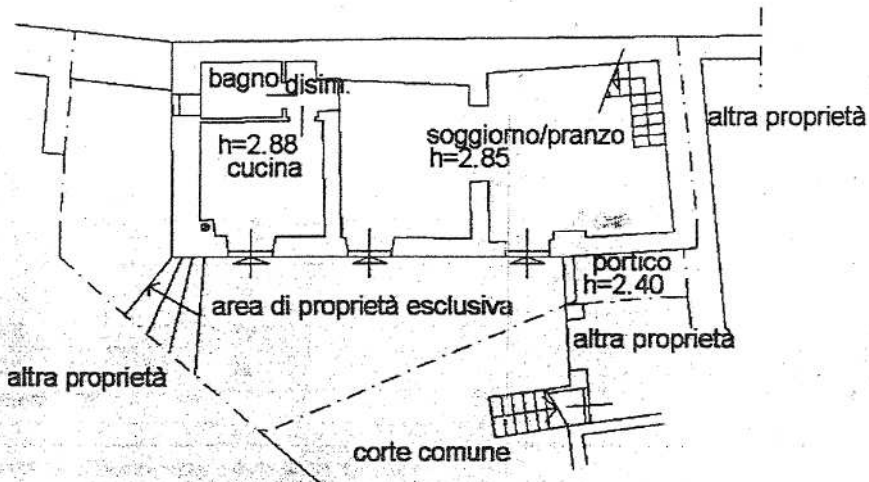 bagno
disim.
altra proprietà
soggiorno/pranzo
h=2.85
h=2.88
cucina
portico
h=2.40
area di proprietà esclusiva
altra proprietà
altra proprietà
corte comune